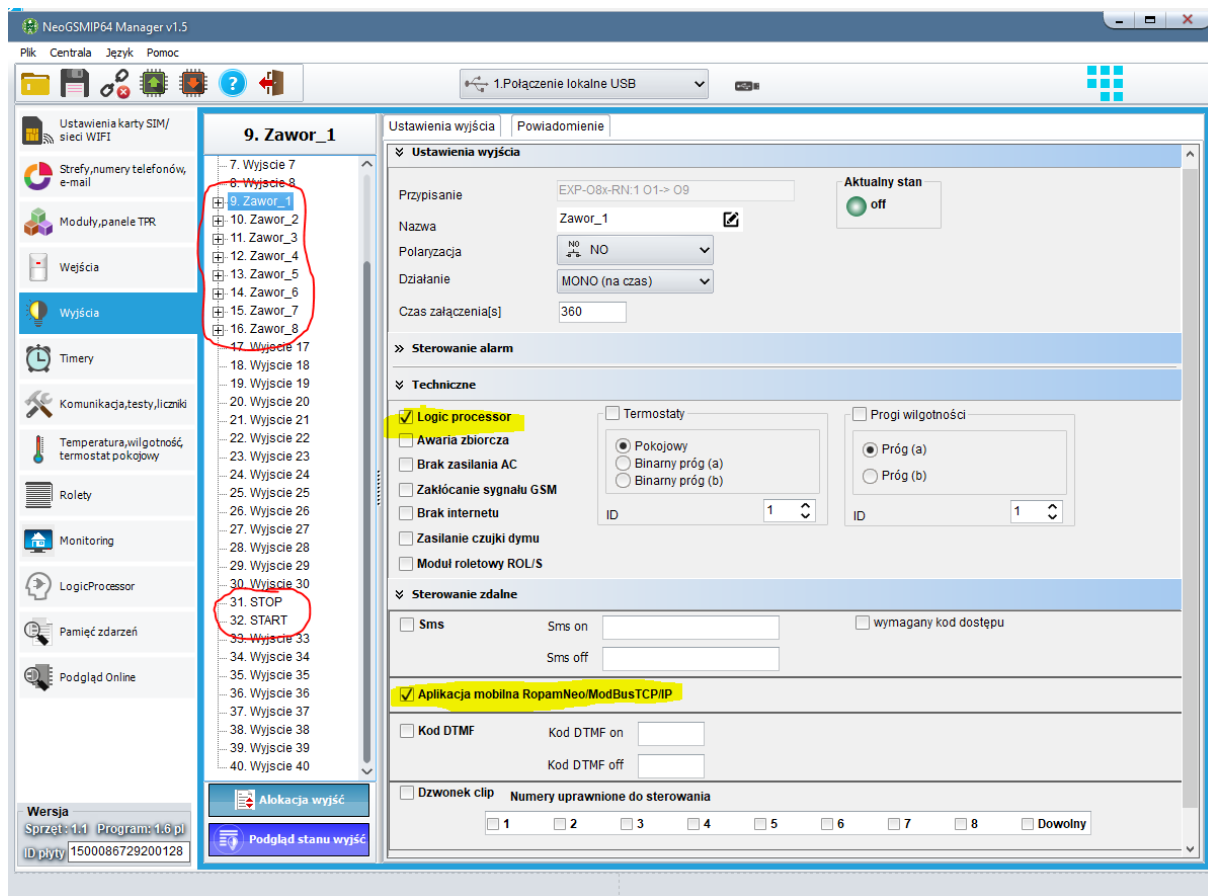 NeoGSMIP64 Manager v1.5
Plik Centrala Język Pomoc
1.Połączenie lokalne USB
Ustawienia karty SIM/
sieci WIFI
Strefy,numery telefonów,
e-mail
Moduły,panele TPR
Wejścia
Wyjścia
Timery
Komunikacja,testy,liczniki
Temperatura,wilgotność,
termostat pokojowy
Rolety
Monitoring
LogicProcessor
Pamięć zdarzeń
Podgląd Online
Wersja
Sprzęt : 1.1 Program: 1.6 pl
ID płyty 1500086729200128
9. Zawor_1
7. Wyjscie 7
8. Wyjscie 8
9. Zawor_1
10. Zawor_2
11. Zawor_3
12. Zawor_4
13. Zawor_5
14. Zawor_6
15. Zawor_7
16. Zawor_8
17. Wyjscie 17
18. Wyjscie 18
19. Wyjscie 19
20. Wyjscie 20
21. Wyjscie 21
22. Wyjscie 22
23. Wyjscie 23
24. Wyjscie 24
25. Wyjscie 25
26. Wyjscie 26
27. Wyjscie 27
28. Wyjscie 28
29. Wyjscie 29
30. Wyjscie 30
31. STOP
32. START
33. Wyjscie 33
34. Wyjscie 34
35. Wyjscie 35
36. Wyjscie 36
37. Wyjscie 37
38. Wyjscie 38
39. Wyjscie 39
40. Wyjscie 40
Alokacja wyjść
Podgląd stanu wyjść
Ustawienia wyjścia Powiadomienie
Ustawienia wyjścia
Przypisanie EXP-O8x-RN:1 O1-> O9
Aktualny stan
off
Nazwa Zawor_1
Polaryzacja NO NO
Działanie MONO (na czas)
Czas załączenia[s] 360
Sterowanie alarm
Techniczne
Logic processor
Awaria zbiorcza
Brak zasilania AC
Zakłócanie sygnału GSM
Brak internetu
Zasilanie czujki dymu
Moduł roletowy ROL/S
Termostaty
Pokojowy
Binarny próg (a)
Binarny próg (b)
ID 1
Progi wilgotności
Próg (a)
Próg (b)
ID 1
Sterowanie zdalne
Sms Sms on wymagany kod dostępu
Sms off
Aplikacja mobilna RopamNeo/ModBusTCP/IP
Kod DTMF Kod DTMF on
Kod DTMF off
Dzwonek clip Numery uprawnione do sterowania
1 2 3 4 5 6 7 8 Dowolny